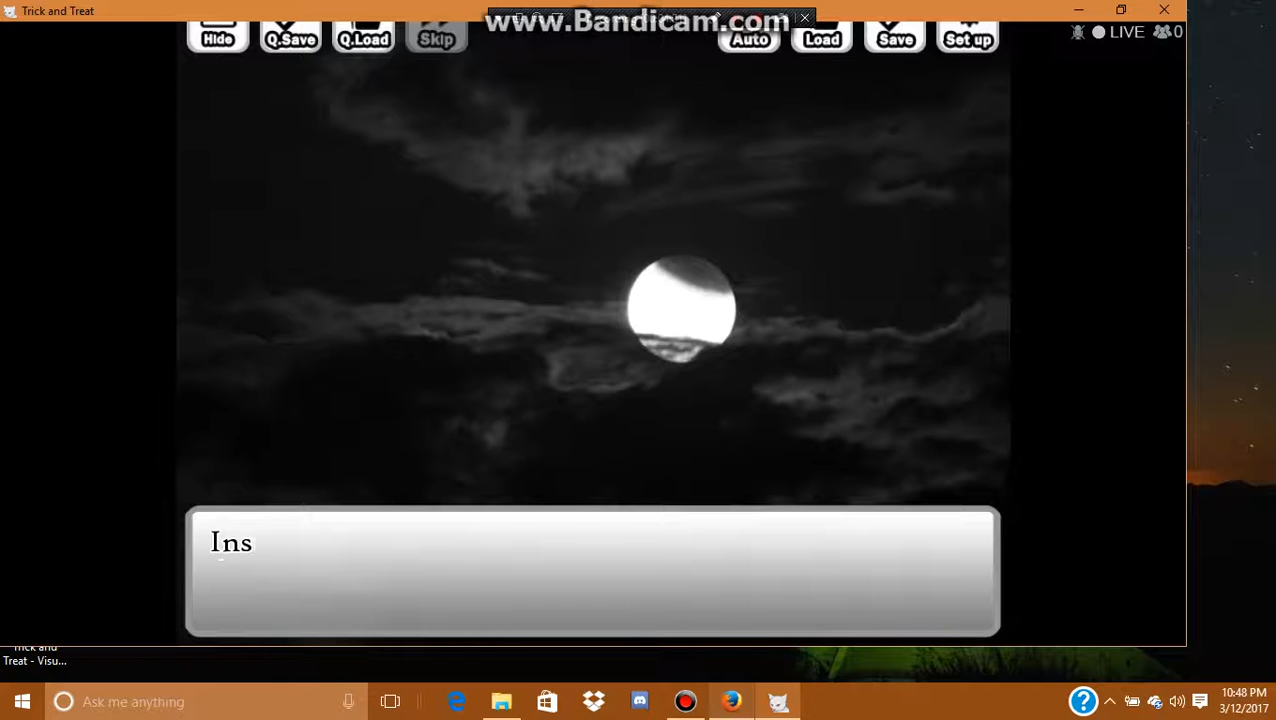 Trick and Treat
www.Bandicam.com
Hide
Q.Save
Q.Load
Skip
Auto
Load
Save
Set up
LIVE
0
Ins
Treat - Visu...
Ask me anything
10:48 PM
3/12/2017